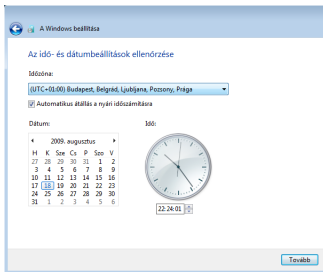 A Windows beállítása
Az idő- és dátumbeállítások ellenőrzése
Időzóna:
(UTC+01:00) Budapest, Belgrád, Ljubljana, Pozsony, Prága
Automatikus átállás a nyári időszámításra
Dátum:
Idő:
2009. augusztus
H K Sze Cs P Szo V
27 28 29 30 31 1 2
3 4 5 6 7 8 9
10 11 12 13 14 15 16
17 18 19 20 21 22 23
24 25 26 27 28 29 30
31 1 2 3 4 5 6
22:24:01
Tovább